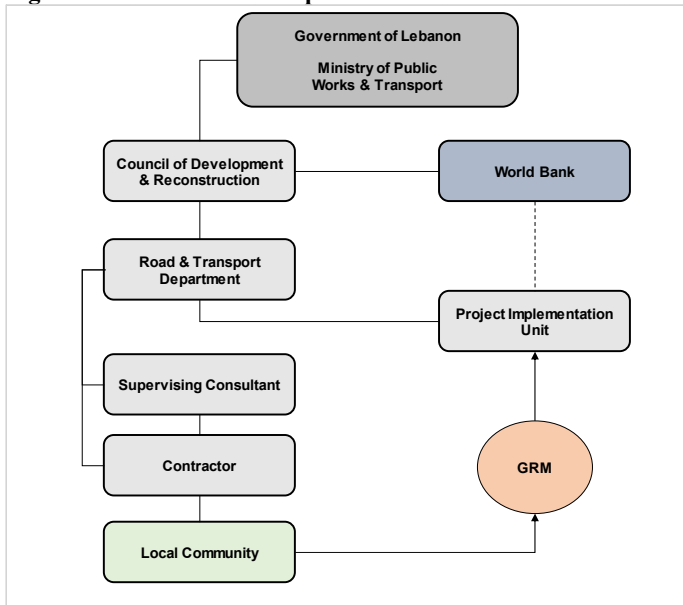 Government of Lebanon
Ministry of Public
Works & Transport
Council of Development
& Reconstruction
World Bank
Road & Transport
Department
Project Implementation
Unit
Supervising Consultant
Contractor
GRM
Local Community